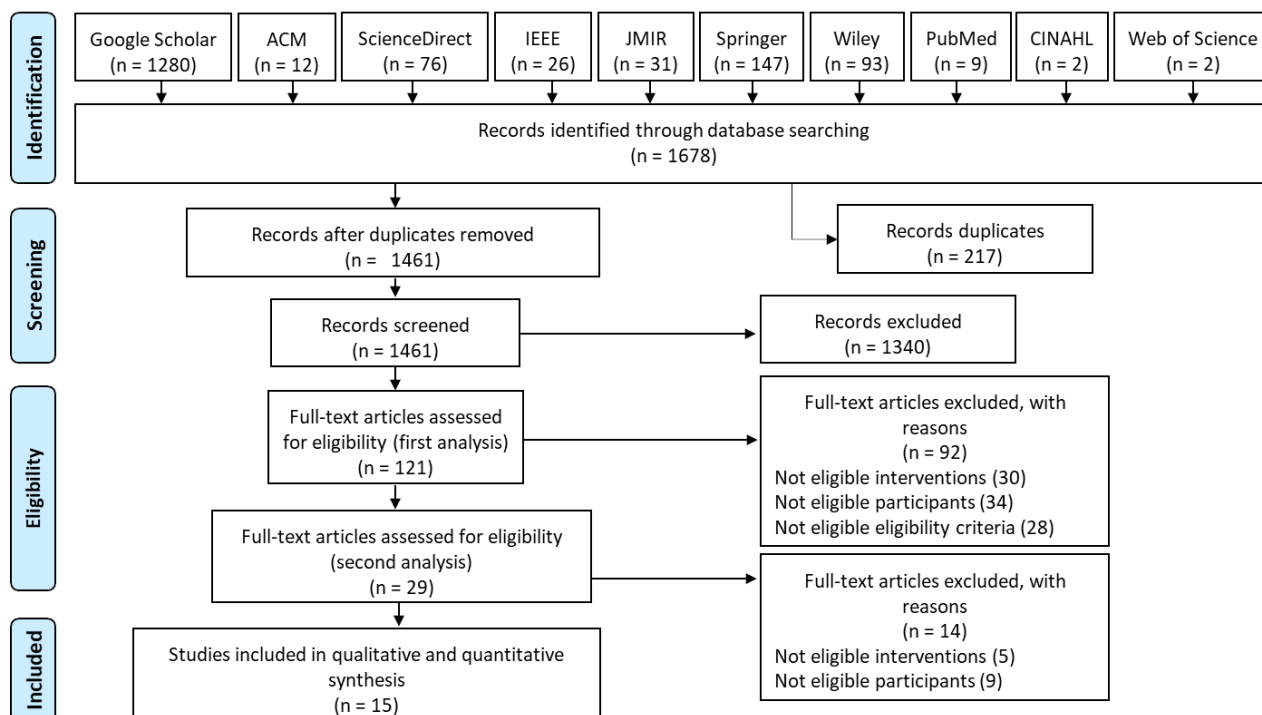 Identification
Google Scholar
(n = 1280)
ACM
(n = 12)
ScienceDirect
(n = 76)
IEEE
(n = 26)
JMIR
(n = 31)
Springer
(n = 147)
Wiley
(n = 93)
PubMed
(n = 9)
CINAHL
(n = 2)
Web of Science
(n = 2)
Records identified through database searching
(n = 1678)
Screening
Records after duplicates removed
(n = 1461)
Records duplicates
(n = 217)
Records screened
(n = 1461)
Records excluded
(n = 1340)
Eligibility
Full-text articles assessed
for eligibility (first analysis)
(n = 121)
Full-text articles excluded, with
reasons
(n = 92)
Not eligible interventions (30)
Not eligible participants (34)
Not eligible eligibility criteria (28)
Full-text articles assessed for eligibility
(second analysis)
(n = 29)
Full-text articles excluded, with
reasons
(n = 14)
Not eligible interventions (5)
Not eligible participants (9)
Included
Studies included in qualitative and quantitative
synthesis
(n = 15)